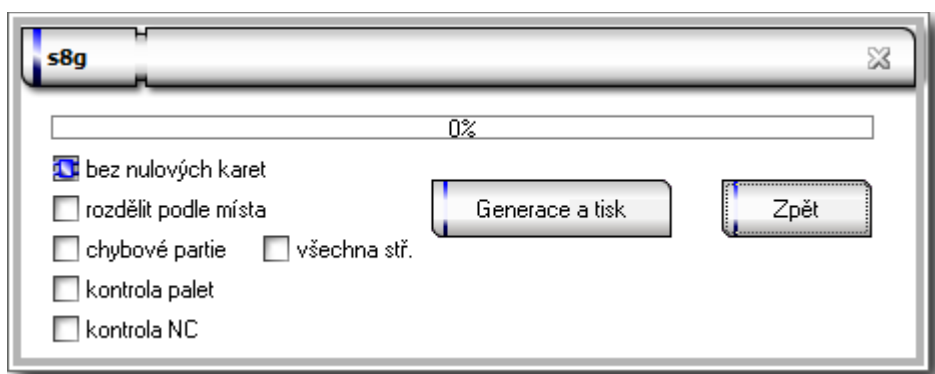 s8g
0%
bez nulových karet
rozdělit podle místa
Generace a tisk
Zpět
chybové partie
všechna stř.
kontrola palet
kontrola NC